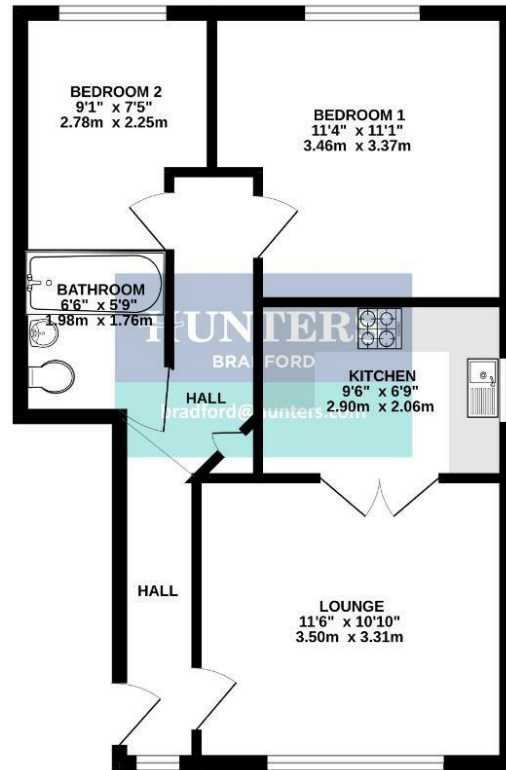 BEDROOM 2
9'1" x 7'5"
2.78m x 2.25m
BEDROOM 1
11'4" x 11'1"
3.46m x 3.37m
BATHROOM
6'6" x 5'9"
1.98m x 1.76m
HUNTERS
BRADFORD
bradford@hunters.com
HALL
KITCHEN
9'6" x 6'9"
2.90m x 2.06m
HALL
LOUNGE
11'6" x 10'10"
3.50m x 3.31m